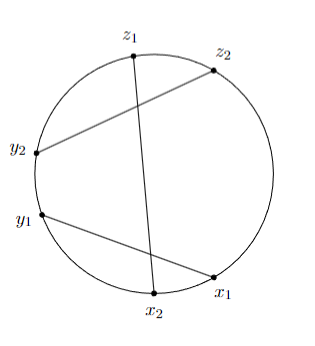 z₁
z₂
y₂
y₁
x₁
x₂